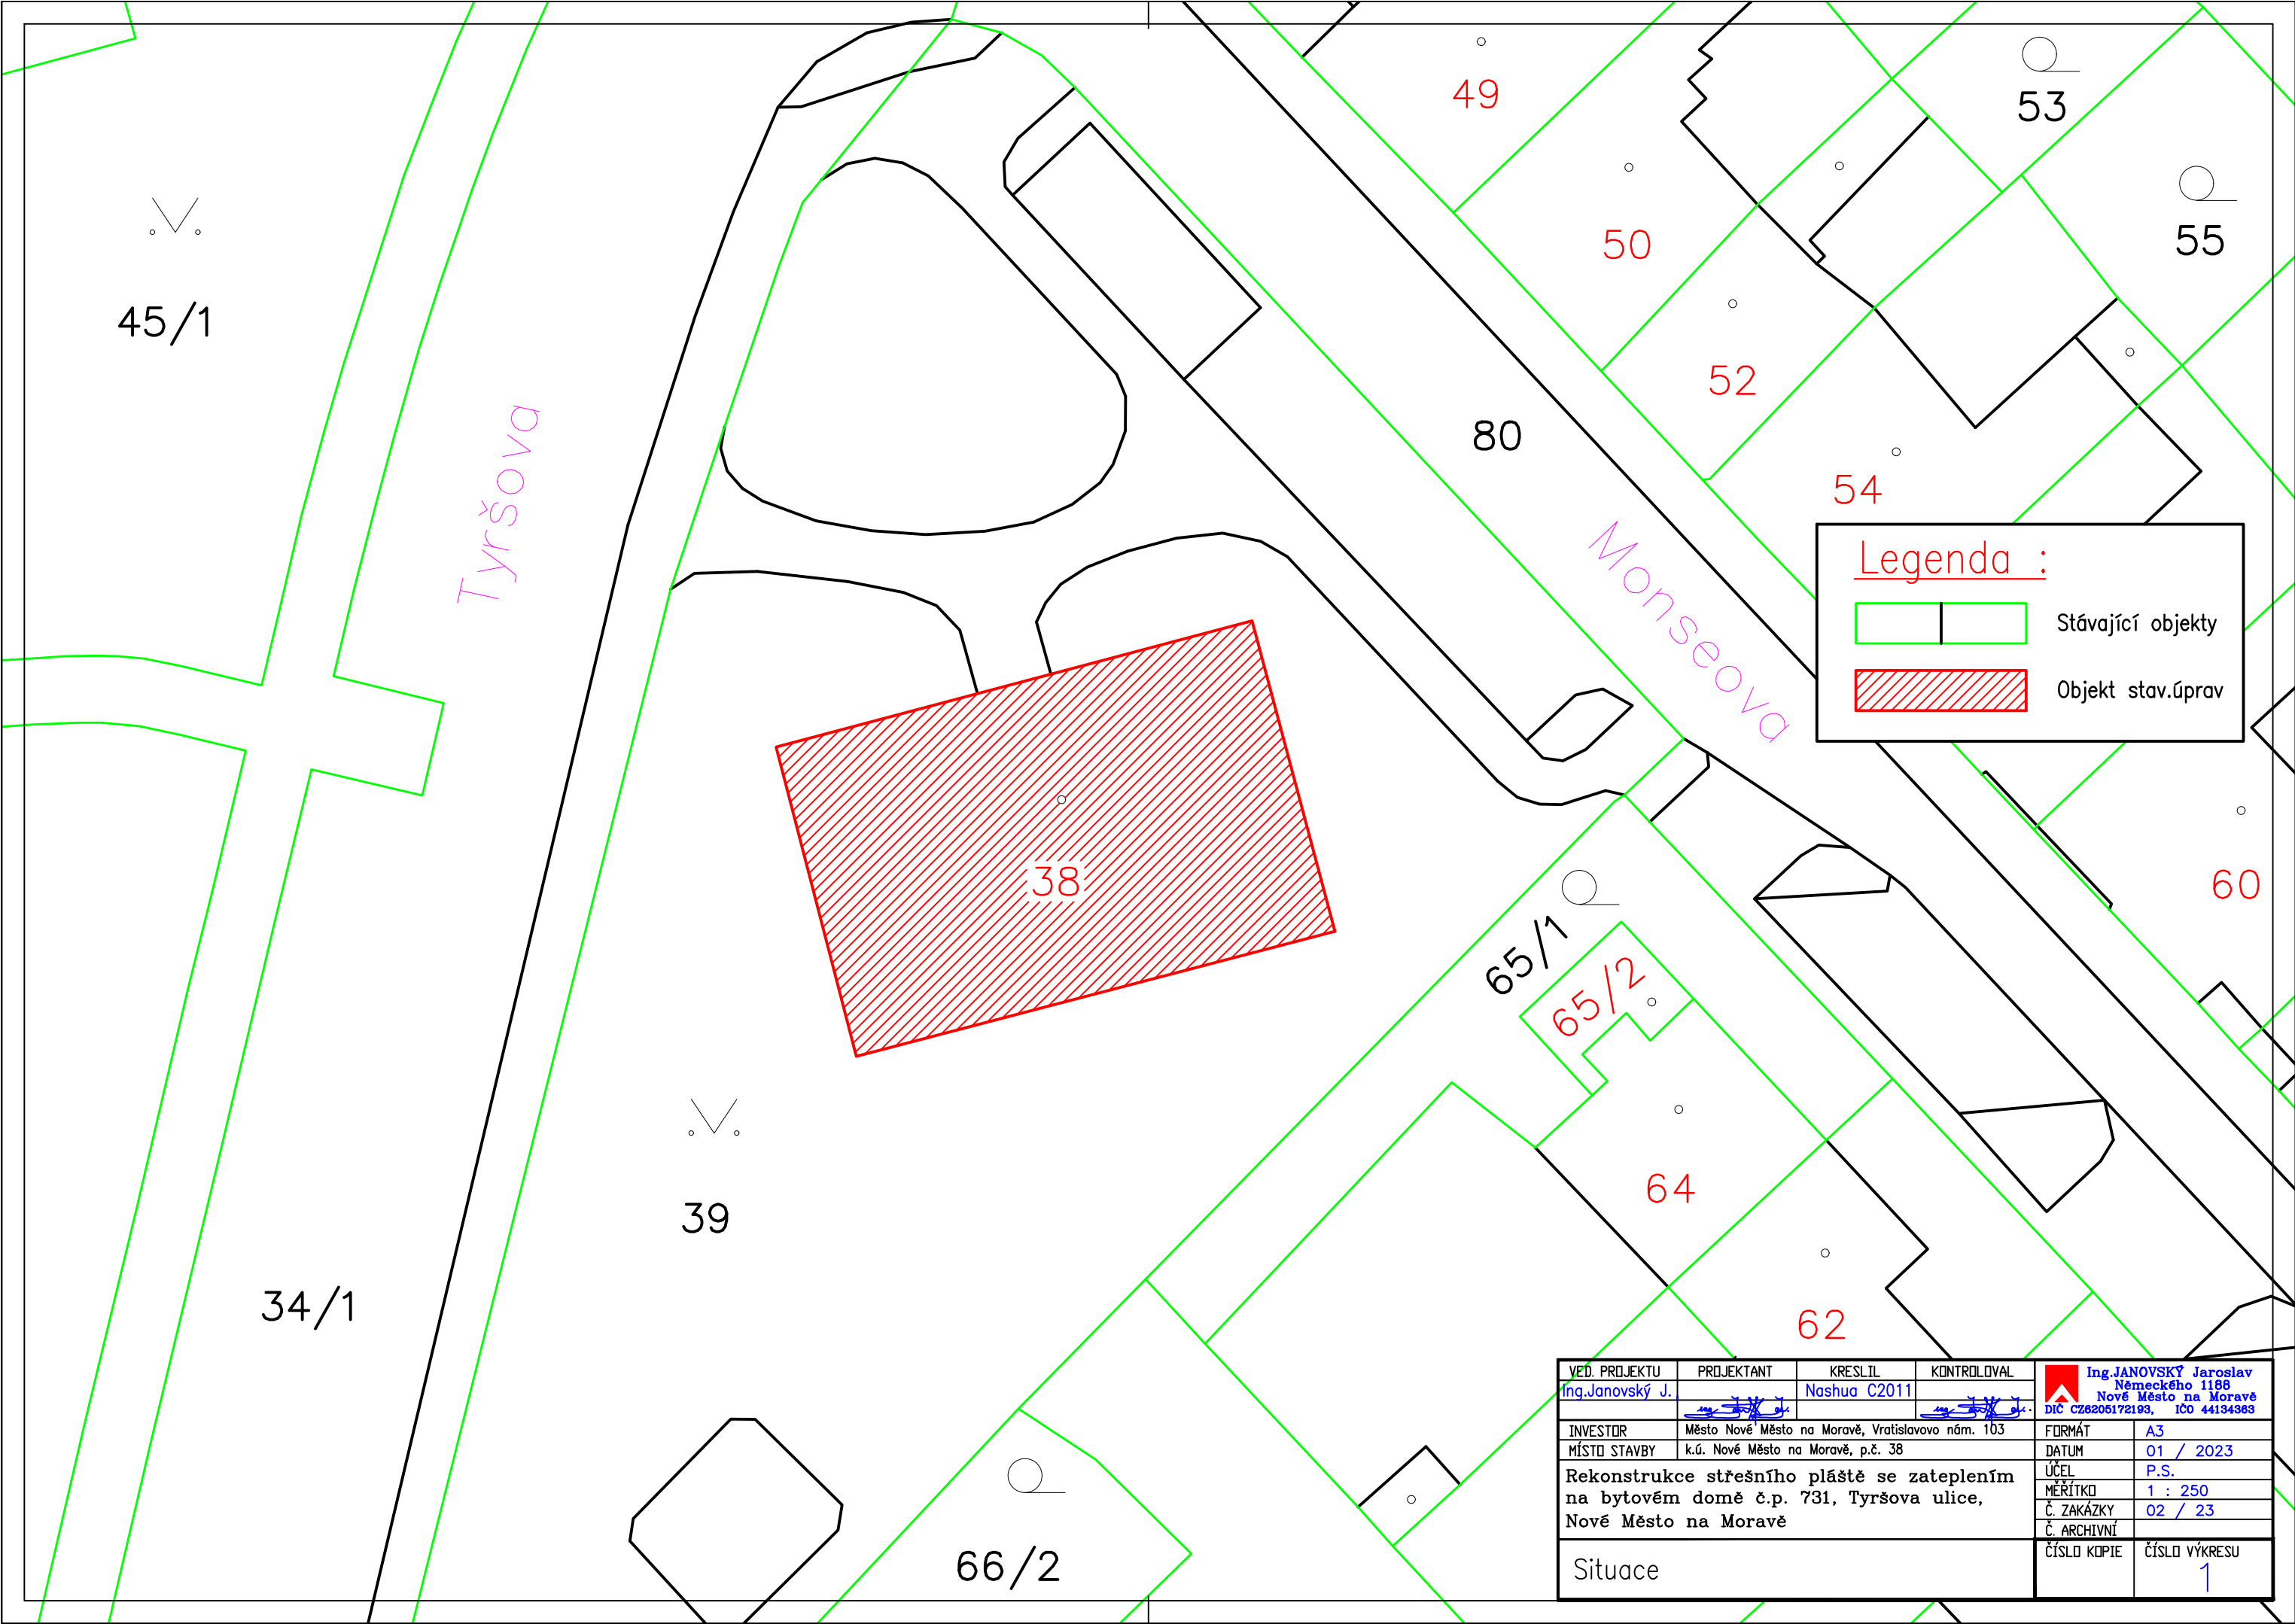 49
53
50
55
45/1
52
80
54
Tyršova
Monseova
Legenda :
Stávající objekty
Objekt stav.úprav
38
60
65/1
65/2
64
39
34/1
62
66/2
VED. PROJEKTU PROJEKTANT KRESLIL KONTROLOVAL
Ing.Janovský J. Nashua C2011
Ing.JANOVSKÝ Jaroslav
Německého 1188
Nové Město na Moravě
DIČ CZ6205172193, IČO 44134363
INVESTOR Město Nové Město na Moravě, Vratislavovo nám. 103
MÍSTO STAVBY k.ú. Nové Město na Moravě, p.č. 38
Rekonstrukce střešního pláště se zateplením
na bytovém domě č.p. 731, Tyršova ulice,
Nové Město na Moravě
Situace
FORMÁT A3
DATUM 01 / 2023
ÚČEL P.S.
MĚŘÍTKO 1 : 250
Č. ZAKÁZKY 02 / 23
Č. ARCHIVNÍ
ČÍSLO KOPIE ČÍSLO VÝKRESU
1